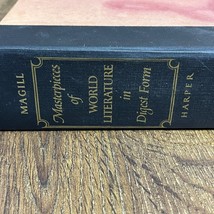 MAGILL
Masterpieces
of
WORLD
LITERATURE
in
Digest Form
HARPER